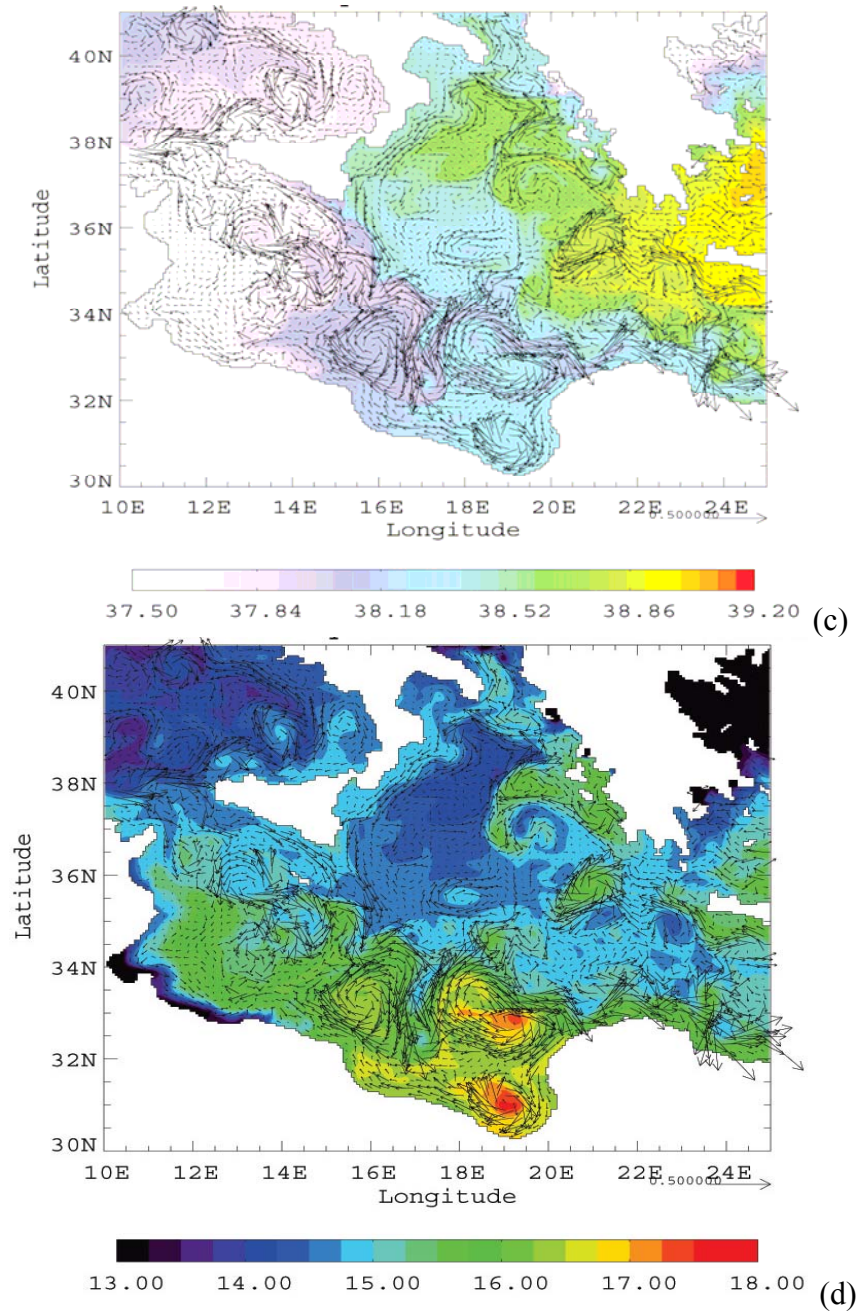 40N
38N
36N
34N
32N
30N
Latitude
10E 12E 14E 16E 18E 20E 22E 24E
0.500000
Longitude
37.50 37.84 38.18 38.52 38.86 39.20
(c)
40N
38N
36N
34N
32N
30N
Latitude
10E 12E 14E 16E 18E 20E 22E 24E
0.500000
Longitude
13.00 14.00 15.00 16.00 17.00 18.00
(d)